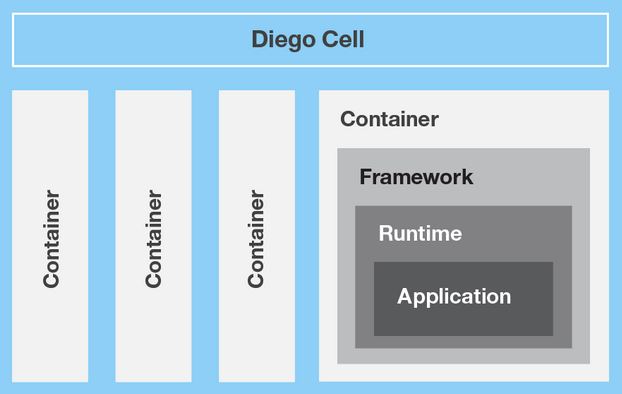 Diego Cell
Container
Container
Container
Container
Framework
Runtime
Application